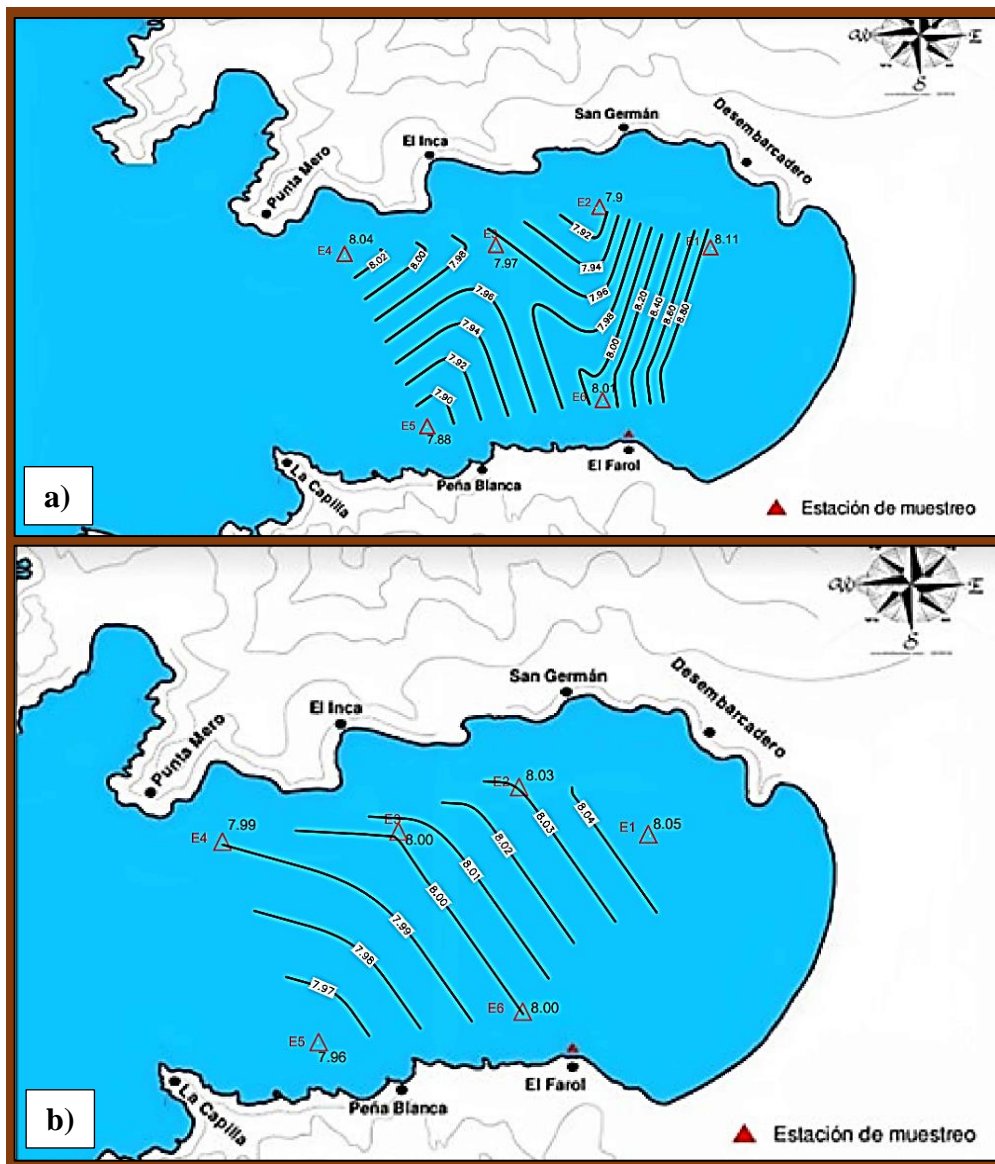 E
S
San Germán
Desembarcadero
El Inca
Punta Mero
E2
7.9
7.92
E4
8.04
E3
7.97
E1
8.11
8.02
8.00
7.98
7.94
7.96
7.96
7.98
8.20
8.40
8.60
8.80
7.94
8.00
7.92
7.90
E6
8.01
E5
7.88
La Capilla
Peña Blanca
El Farol
a)
Estación de muestreo
E
S
San Germán
Desembarcadero
El Inca
Punta Mero
E2
8.03
8.04
E4
7.99
E3
8.00
8.03
E1
8.05
8.02
8.01
8.00
7.99
7.98
7.97
E6
8.00
E5
7.96
La Capilla
Peña Blanca
El Farol
b)
Estación de muestreo